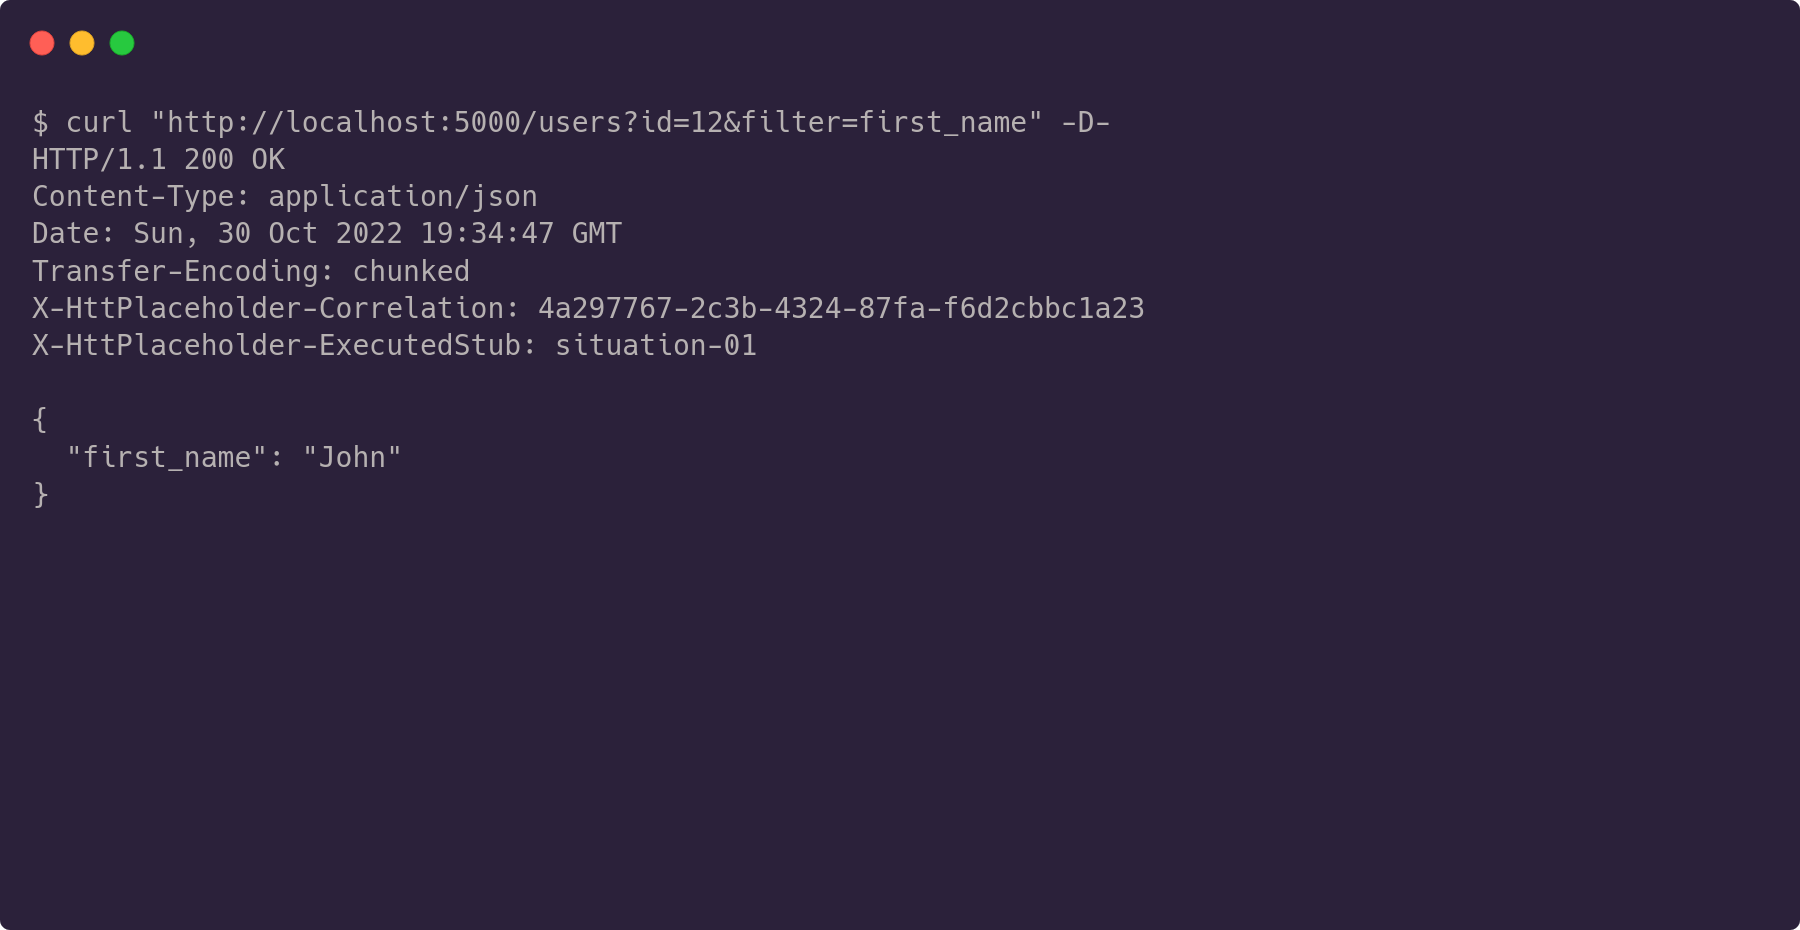 $ curl "http://localhost:5000/users?id=12&filter=first_name" -D-
HTTP/1.1 200 OK
Content-Type: application/json
Date: Sun, 30 Oct 2022 19:34:47 GMT
Transfer-Encoding: chunked
X-HttPlaceholder-Correlation: 4a297767-2c3b-4324-87fa-f6d2cbbc1a23
X-HttPlaceholder-ExecutedStub: situation-01

{
  "first_name": "John"
}